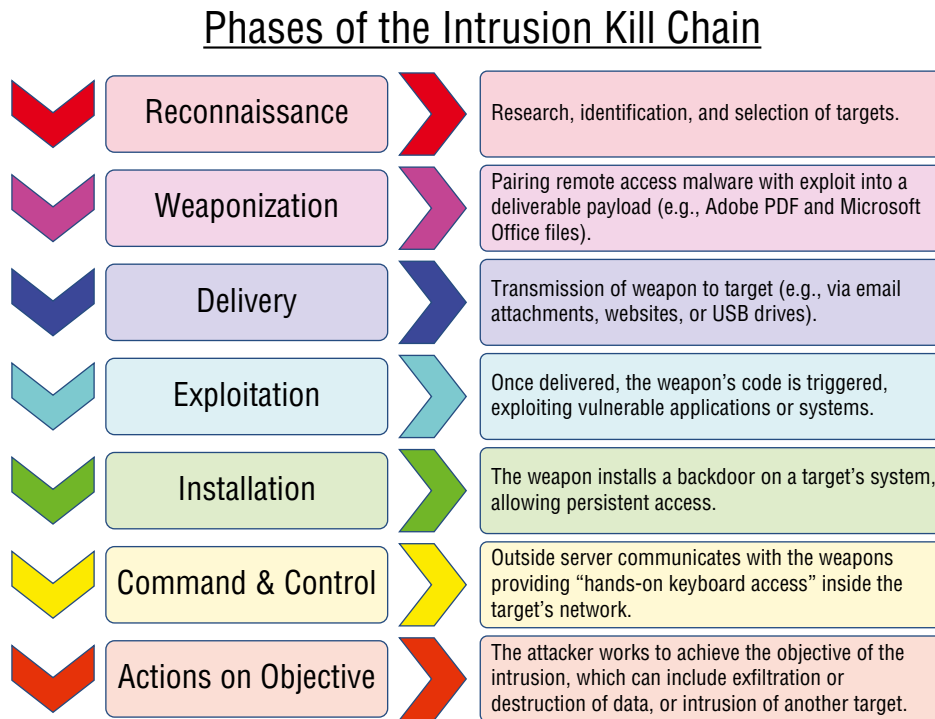 Phases of the Intrusion Kill Chain
Reconnaissance
Research, identification, and selection of targets.
Weaponization
Pairing remote access malware with exploit into a
deliverable payload (e.g., Adobe PDF and Microsoft
Office files).
Delivery
Transmission of weapon to target (e.g., via email
attachments, websites, or USB drives).
Exploitation
Once delivered, the weapon’s code is triggered,
exploiting vulnerable applications or systems.
Installation
The weapon installs a backdoor on a target’s system,
allowing persistent access.
Command & Control
Outside server communicates with the weapons
providing “hands-on keyboard access” inside the
target’s network.
Actions on Objective
The attacker works to achieve the objective of the
intrusion, which can include exfiltration or
destruction of data, or intrusion of another target.